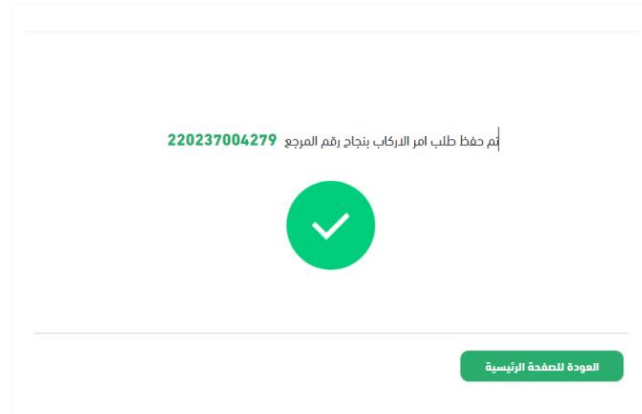 تم حفظ طلب امر الاركاب بنجاح رقم المرجع 220237004279
العودة للصفحة الرئيسية